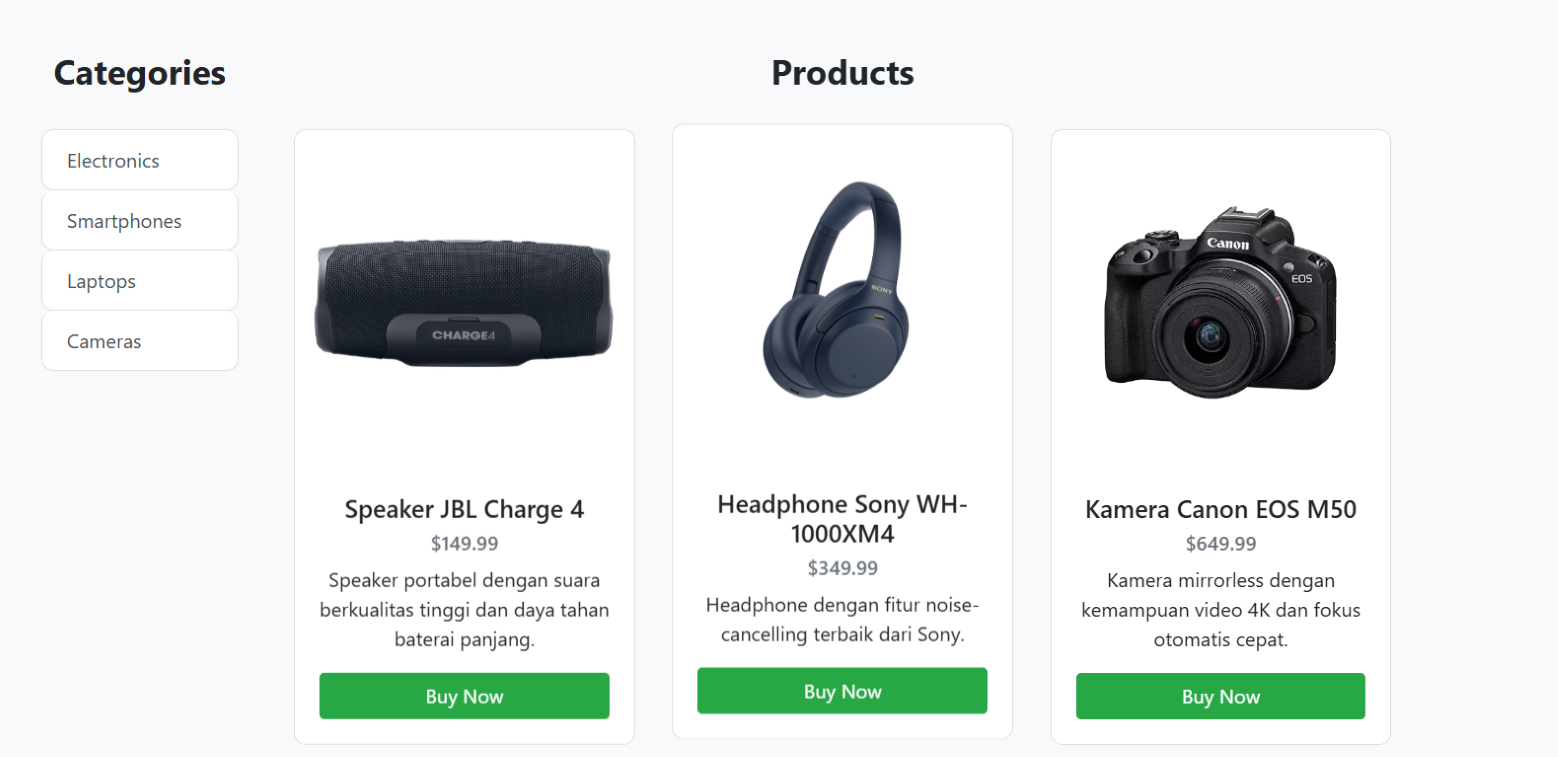 Categories
Products
Electronics
Smartphones
Laptops
Cameras
CHARGE4
Speaker JBL Charge 4
$149.99
Speaker portabel dengan suara
berkualitas tinggi dan daya tahan
baterai panjang.
Buy Now
SONY
Headphone Sony WH-
1000XM4
$349.99
Headphone dengan fitur noise-
cancelling terbaik dari Sony.
Buy Now
Canon
EOS
Kamera Canon EOS M50
$649.99
Kamera mirrorless dengan
kemampuan video 4K dan fokus
otomatis cepat.
Buy Now